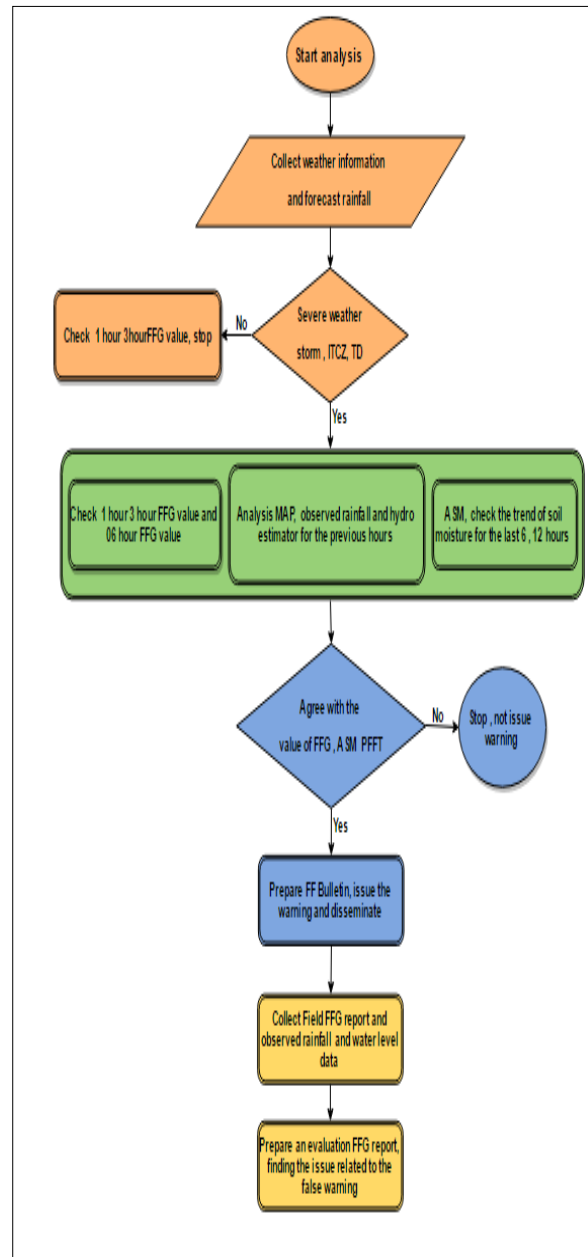 Start analysis
Collect weather information
and forecast rainfall
Severe weather
storm , ITCZ, TD
No
Check 1 hour 3hourFFG value, stop
Yes
Check 1 hour 3 hour FFG value and
06 hour FFG value
Analysis MAP, observed rainfall and hydro
estimator for the previous hours
ASM, check the trend of soil
moisture for the last 6 , 12 hours
Agree with the
value of FFG , ASM PFFT
No
Stop , not issue
warning
Yes
Prepare FF Bulletin, issue the
warning and disseminate
Collect Field FFG report and
observed rainfall and water level
data
Prepare an evaluation FFG report,
finding the issue related to the
false warning